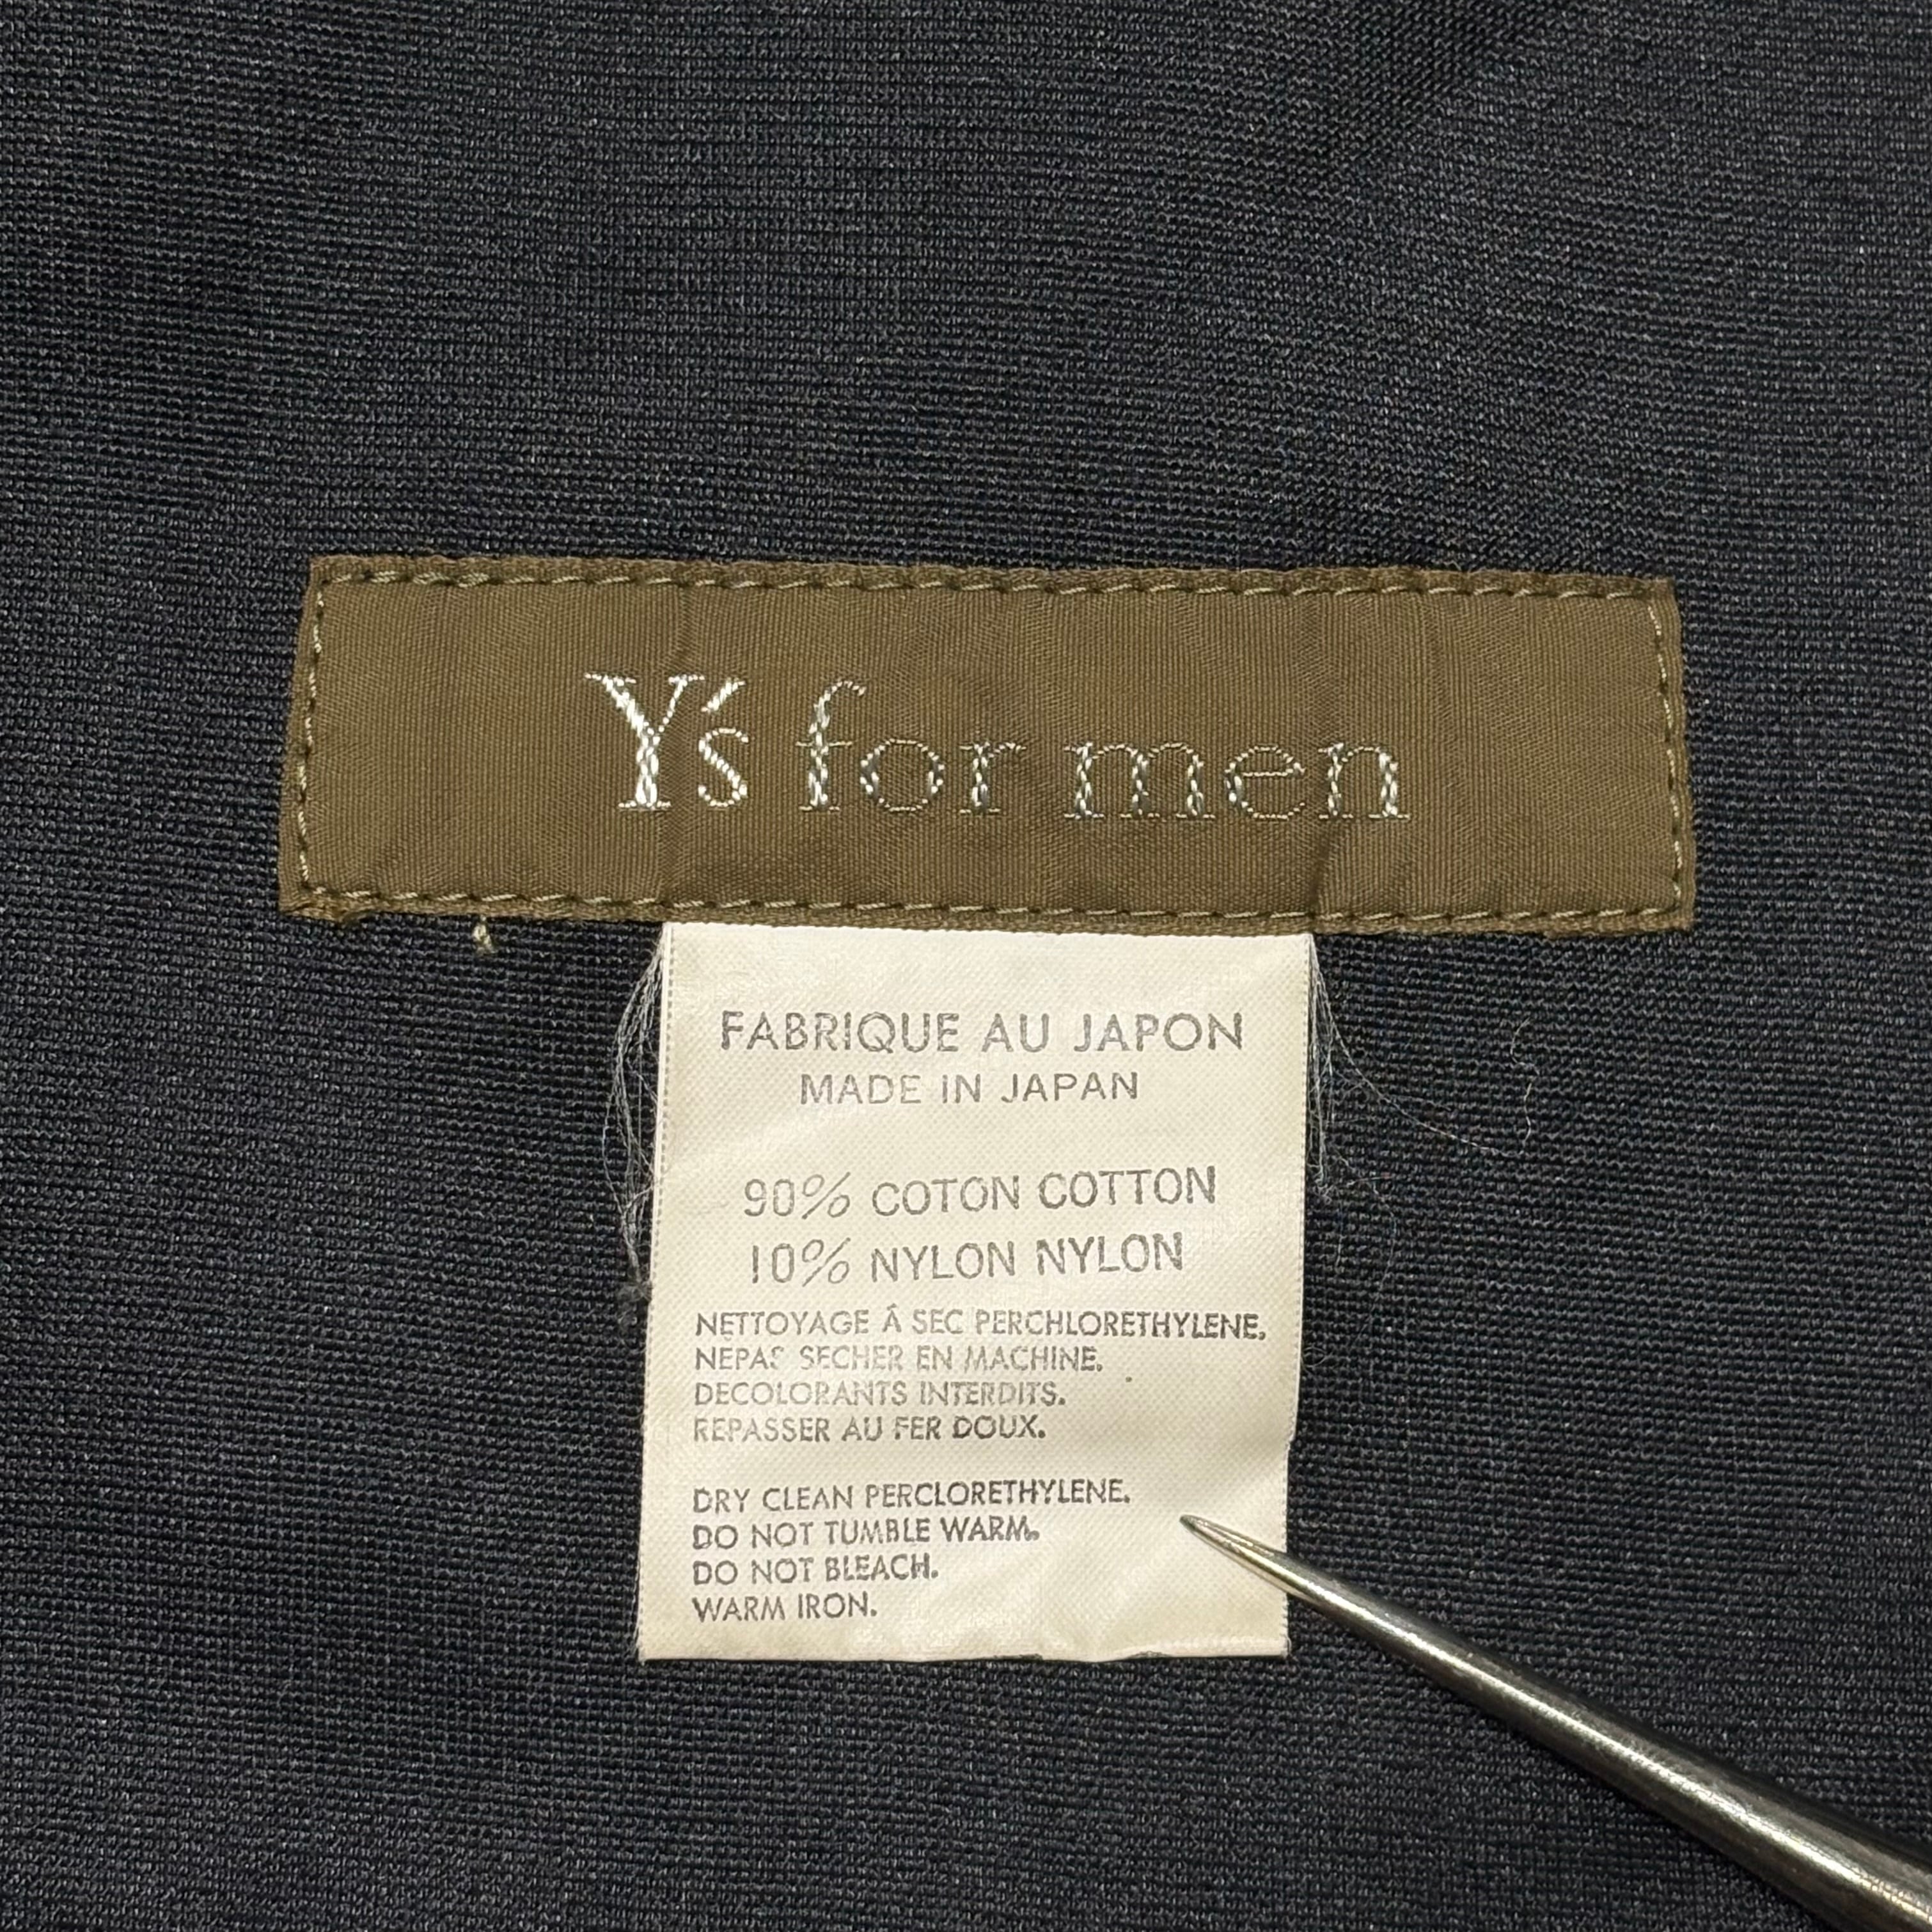 Y's for men
FABRIQUE AU JAPON
MADE IN JAPAN
90% COTON COTTON
10% NYLON NYLON
NETTOYAGE Á SEC PERCHLORETHYLENE.
NEPAS SECHER EN MACHINE.
DECOLORANTS INTERDITS.
REPASSER AU FER DOUX.
DRY CLEAN PERCLORETHYLENE.
DO NOT TUMBLE WARM.
DO NOT BLEACH.
WARM IRON.